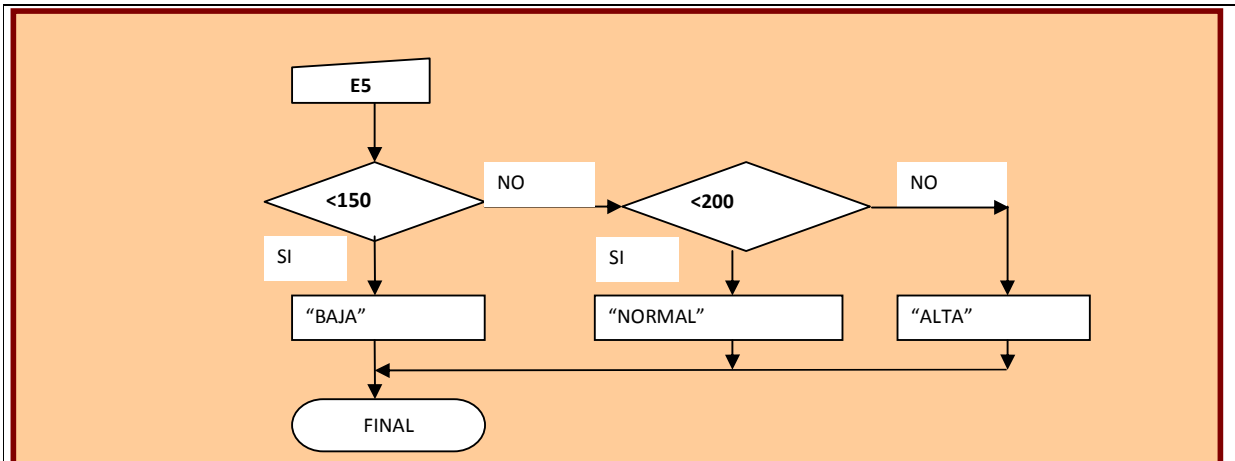 E5
<150
NO
<200
NO
SI
SI
“BAJA”
“NORMAL”
“ALTA”
FINAL